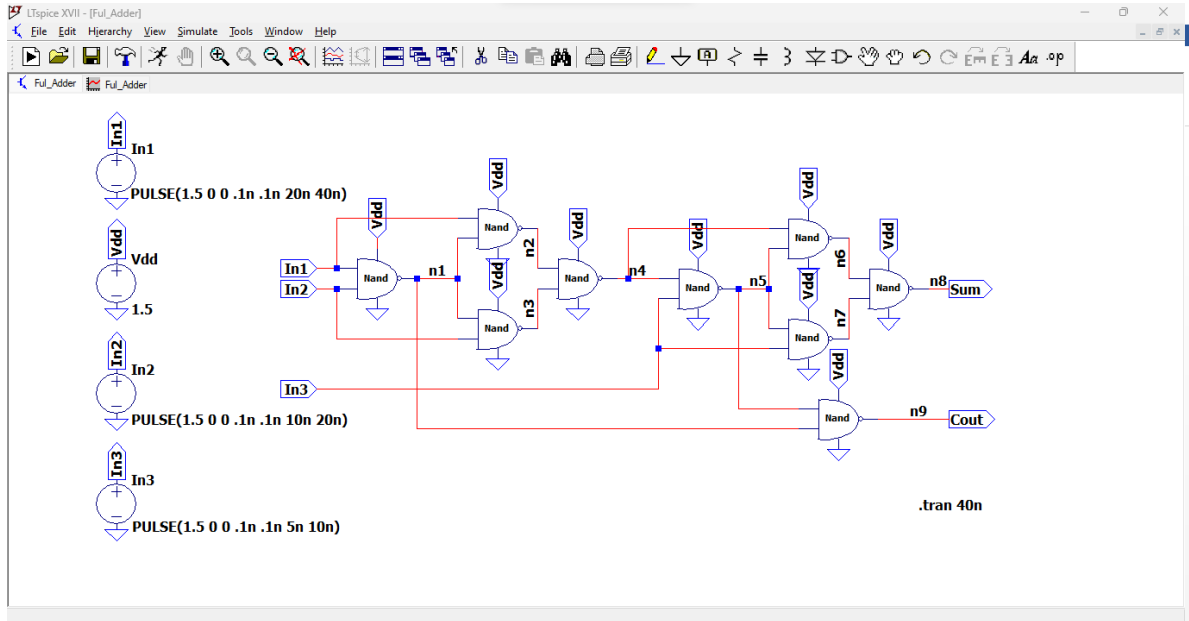 LTspice XVII - [Ful_Adder]
File Edit Hierarchy View Simulate Tools Window Help
Aa .op
Ful_Adder Ful_Adder
In1
In1
PULSE(1.5 0 0 .1n .1n 20n 40n)
Vdd
Vdd
1.5
In2
In2
PULSE(1.5 0 0 .1n .1n 10n 20n)
In3
In3
PULSE(1.5 0 0 .1n .1n 5n 10n)
In1
In2
In3
Vdd
Nand
n1
Vdd
Nand
n2
Vdd
Nand
n3
Vdd
Nand
n4
Vdd
Nand
n5
Vdd
Nand
n6
Vdd
Nand
n7
Vdd
Nand
n8
Sum
Vdd
Nand
n9
Cout
.tran 40n